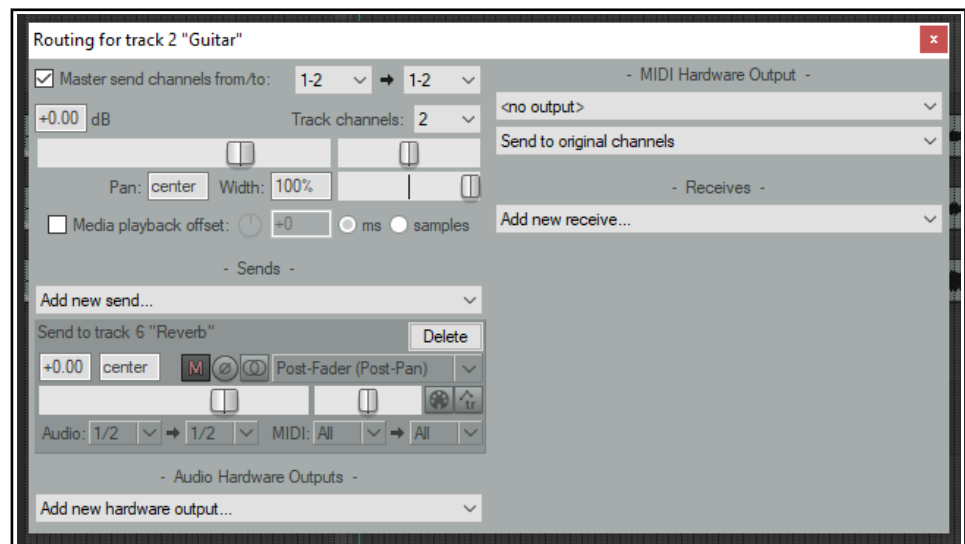 Routing for track 2 "Guitar"
x
Master send channels from/to: 1-2 1-2
+0.00 dB Track channels: 2
Pan: center Width: 100%
Media playback offset: +0 ms samples
- Sends -
Add new send...
Send to track 6 "Reverb" Delete
+0.00 center M Post-Fader (Post-Pan)
tr
Audio: 1/2 1/2 MIDI: All All
- Audio Hardware Outputs -
Add new hardware output...
- MIDI Hardware Output -
<no output>
Send to original channels
- Receives -
Add new receive...